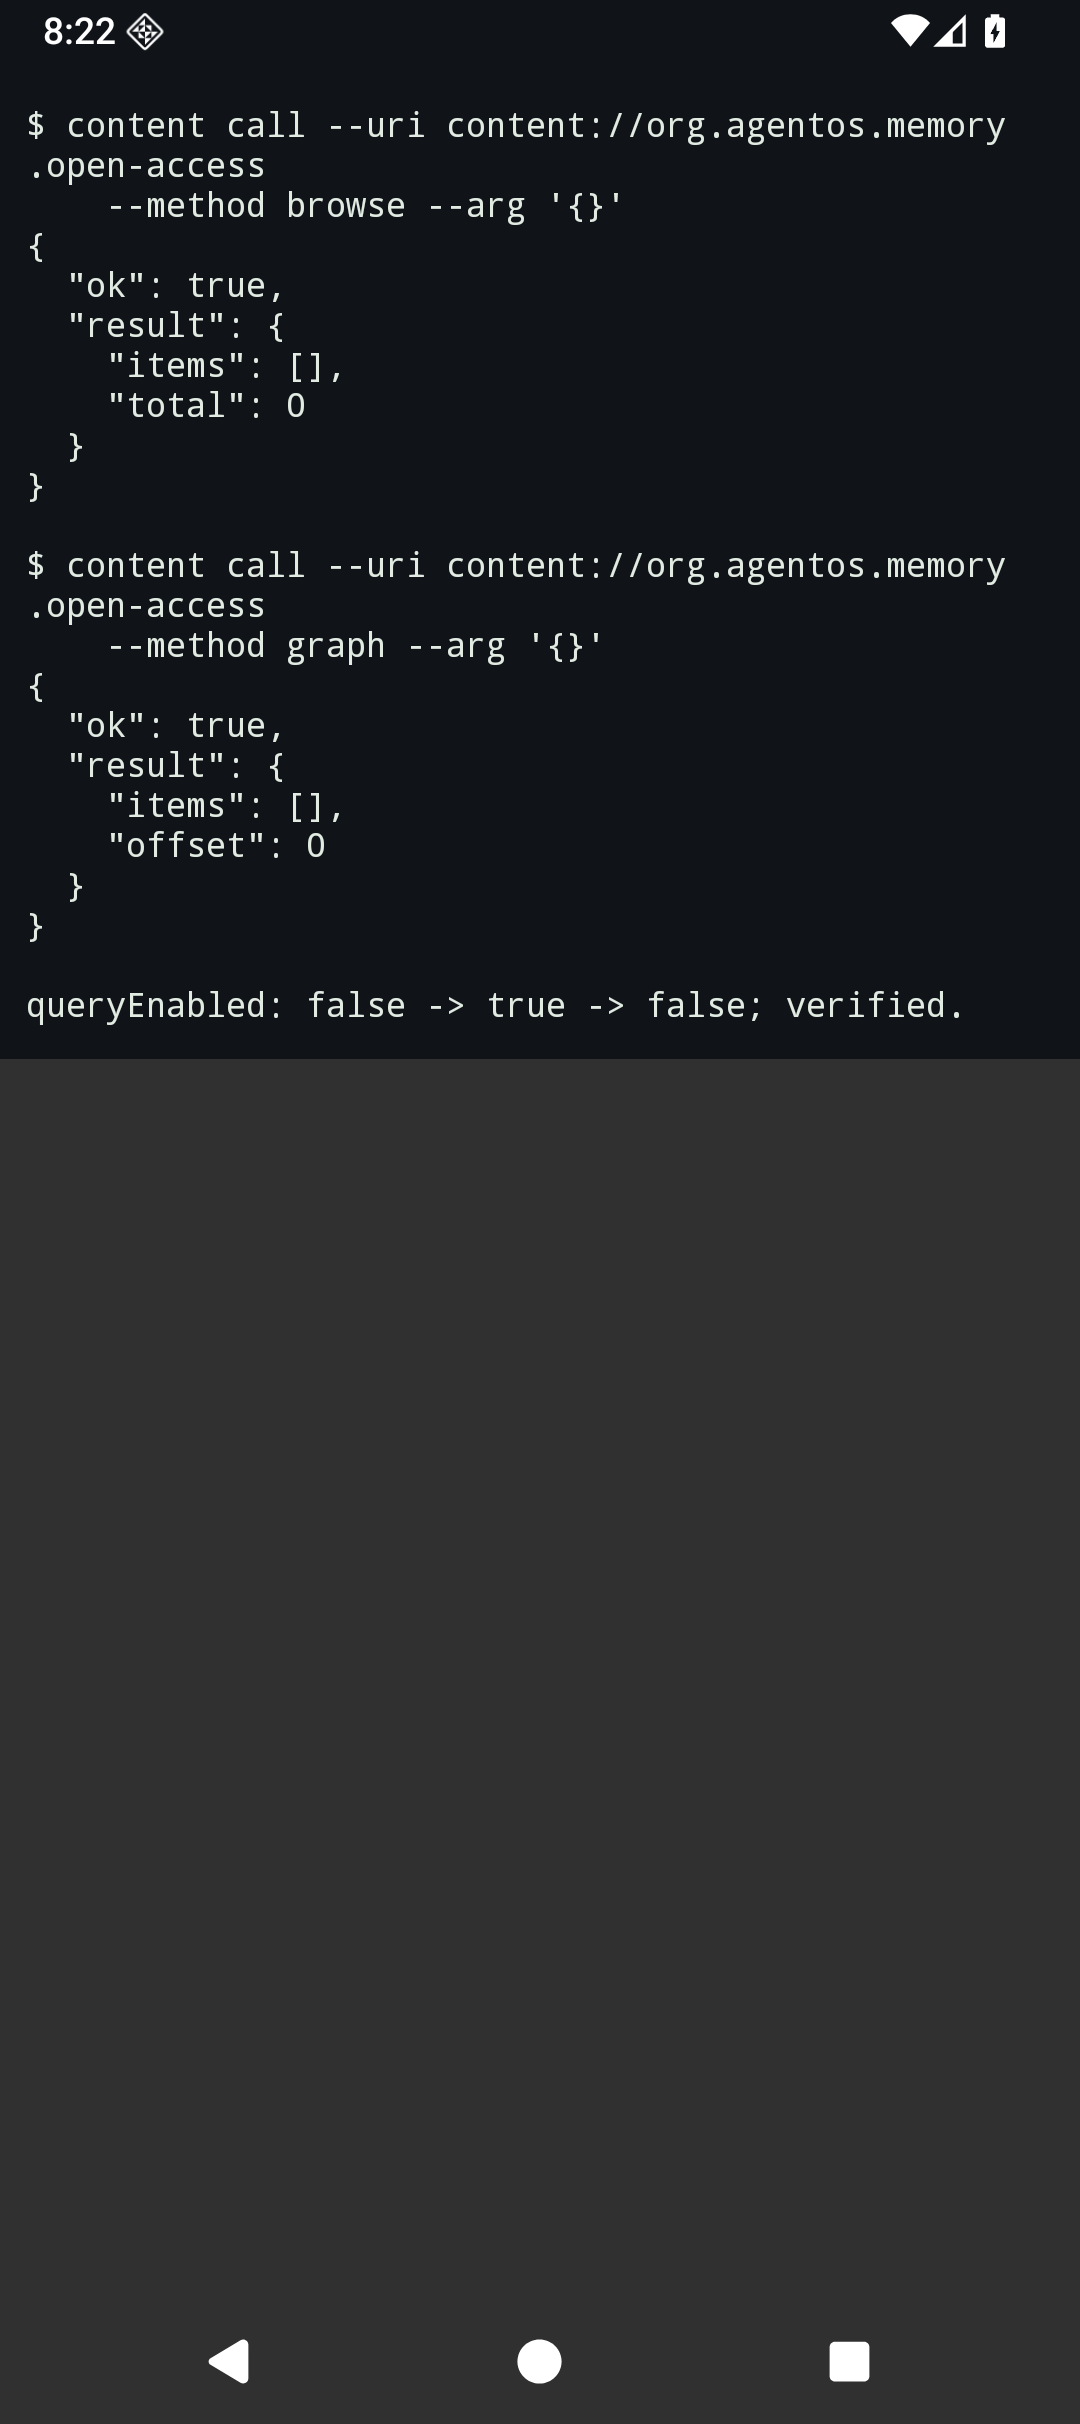 8:22
$ content call --uri content://org.agentos.memory
.open-access
    --method browse --arg '{}'
{
  "ok": true,
  "result": {
    "items": [],
    "total": 0
  }
}

$ content call --uri content://org.agentos.memory
.open-access
    --method graph --arg '{}'
{
  "ok": true,
  "result": {
    "items": [],
    "offset": 0
  }
}

queryEnabled: false -> true -> false; verified.